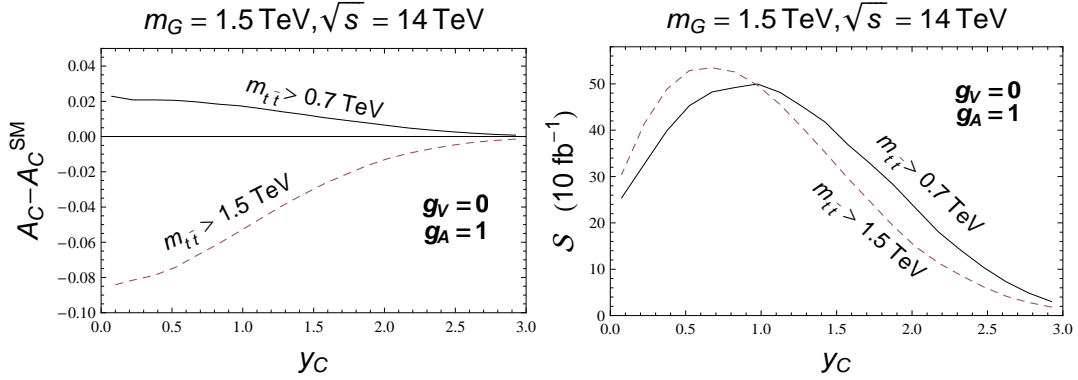 m_G = 1.5 TeV, √s = 14 TeV
A_C − A_C^SM
0.04
0.02
0.00
−0.02
−0.04
−0.06
−0.08
−0.10
m_{t t̄} > 0.7 TeV
m_{t t̄} > 1.5 TeV
g_V = 0
g_A = 1
0.0 0.5 1.0 1.5 2.0 2.5 3.0
y_C
m_G = 1.5 TeV, √s = 14 TeV
S (10 fb⁻¹)
50
40
30
20
10
0
g_V = 0
g_A = 1
m_{t t̄} > 0.7 TeV
m_{t t̄} > 1.5 TeV
0.0 0.5 1.0 1.5 2.0 2.5 3.0
y_C